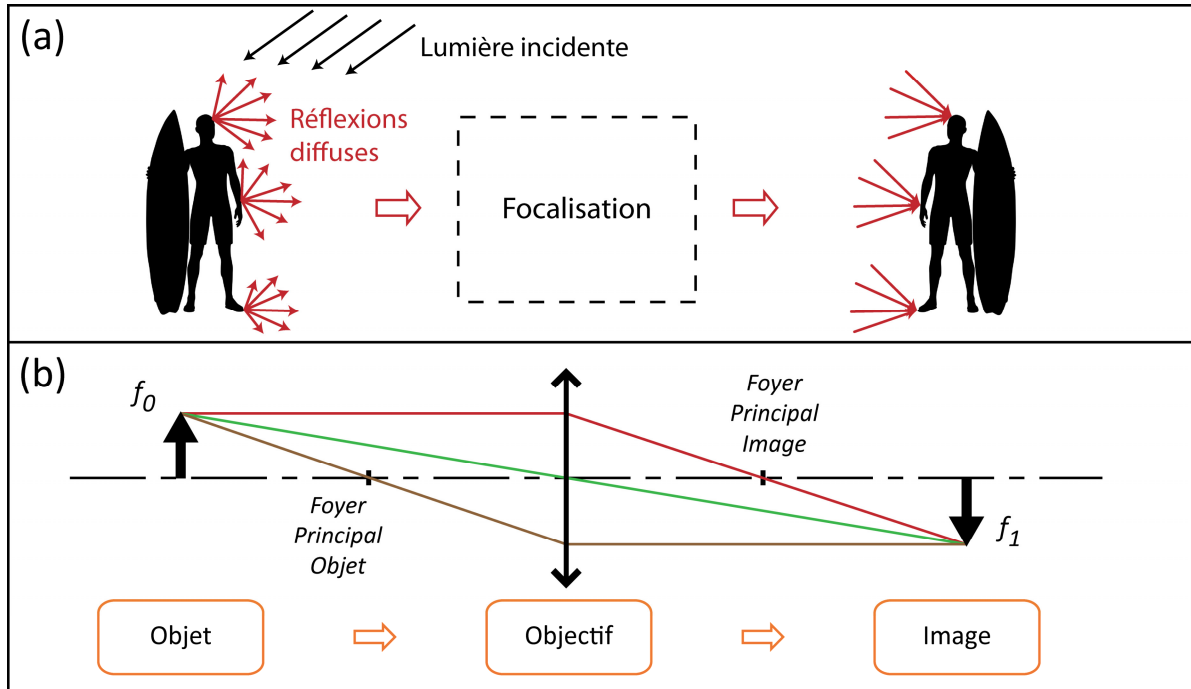 (a)
Lumière incidente
Réflexions
diffuses
Focalisation
(b)
f0
Foyer
Principal
Image
Foyer
Principal
Objet
f1
Objet
Objectif
Image